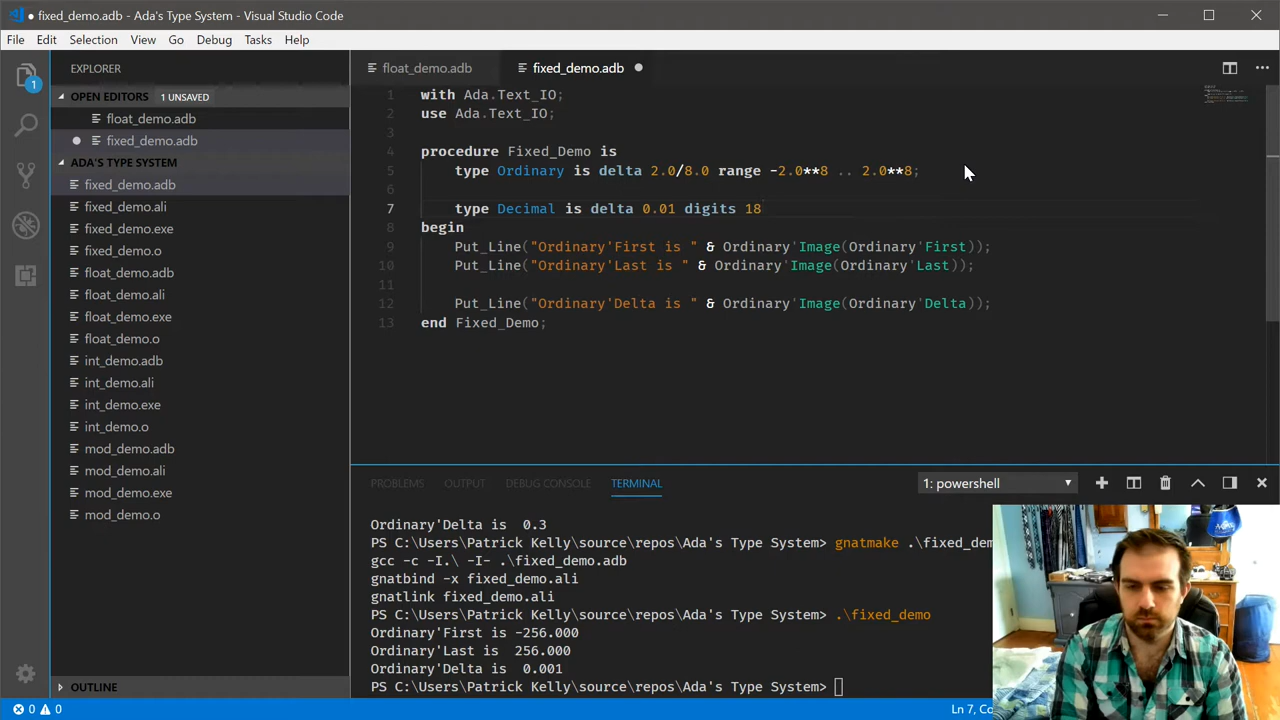 fixed_demo.adb - Ada's Type System - Visual Studio Code
File Edit Selection View Go Debug Tasks Help
EXPLORER
OPEN EDITORS 1 UNSAVED
float_demo.adb
fixed_demo.adb
ADA'S TYPE SYSTEM
fixed_demo.adb
fixed_demo.ali
fixed_demo.exe
fixed_demo.o
float_demo.adb
float_demo.ali
float_demo.exe
float_demo.o
int_demo.adb
int_demo.ali
int_demo.exe
int_demo.o
mod_demo.adb
mod_demo.ali
mod_demo.exe
mod_demo.o
OUTLINE
1
float_demo.adb fixed_demo.adb
1 with Ada.Text_IO;
2 use Ada.Text_IO;
3
4 procedure Fixed_Demo is
5 type Ordinary is delta 2.0/8.0 range -2.0**8 .. 2.0**8;
6
7 type Decimal is delta 0.01 digits 18
8 begin
9 Put_Line("Ordinary'First is " & Ordinary'Image(Ordinary'First));
10 Put_Line("Ordinary'Last is " & Ordinary'Image(Ordinary'Last));
11
12 Put_Line("Ordinary'Delta is " & Ordinary'Image(Ordinary'Delta));
13 end Fixed_Demo;
PROBLEMS OUTPUT DEBUG CONSOLE TERMINAL 1: powershell
Ordinary'Delta is  0.3
PS C:\Users\Patrick Kelly\source\repos\Ada's Type System> gnatmake .\fixed_dem
gcc -c -I.\ -I- .\fixed_demo.adb
gnatbind -x fixed_demo.ali
gnatlink fixed_demo.ali
PS C:\Users\Patrick Kelly\source\repos\Ada's Type System> .\fixed_demo
Ordinary'First is -256.000
Ordinary'Last is  256.000
Ordinary'Delta is  0.001
PS C:\Users\Patrick Kelly\source\repos\Ada's Type System>
0 0 Ln 7, Co